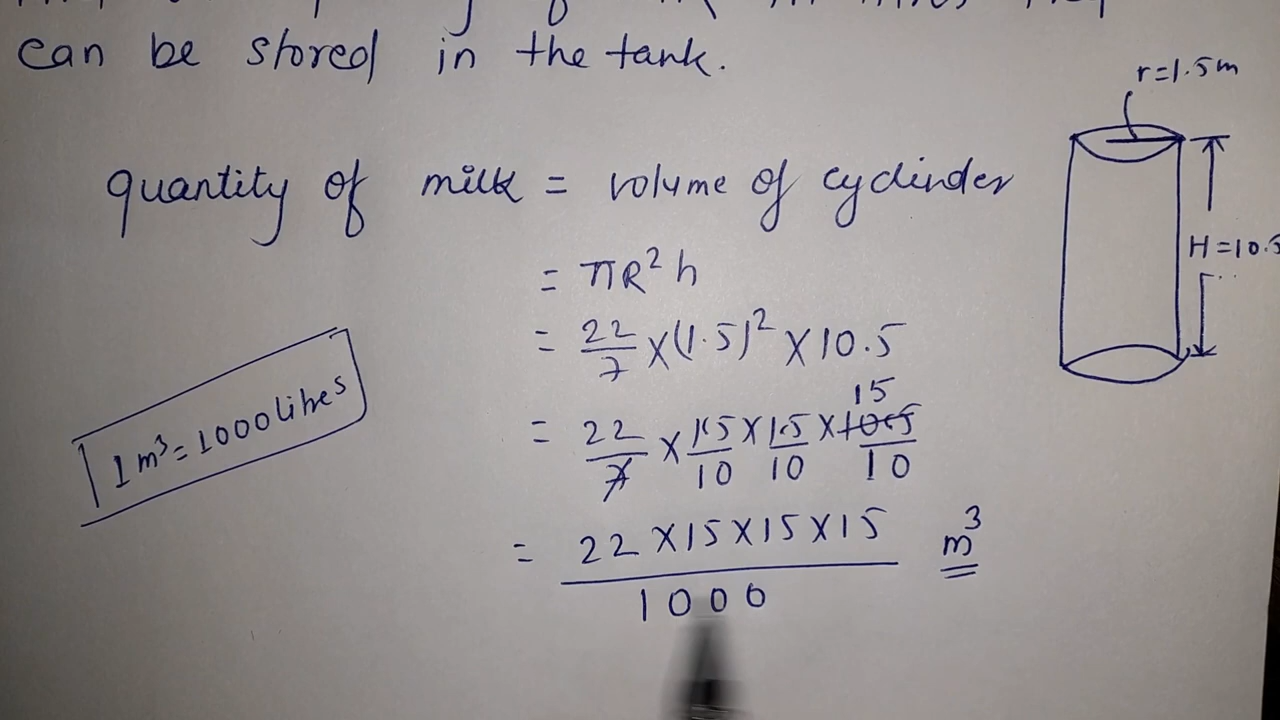 can be stored in the tank.
r=1.5m
quantity of milk = volume of cylinder
H=10.5
= πR²h
= 22/7 × (1.5)² × 10.5
15
= 22/7 × 15/10 × 15/10 × 105/10
1m³ = 1000 litres
= 22×15×15×15/1000 m³